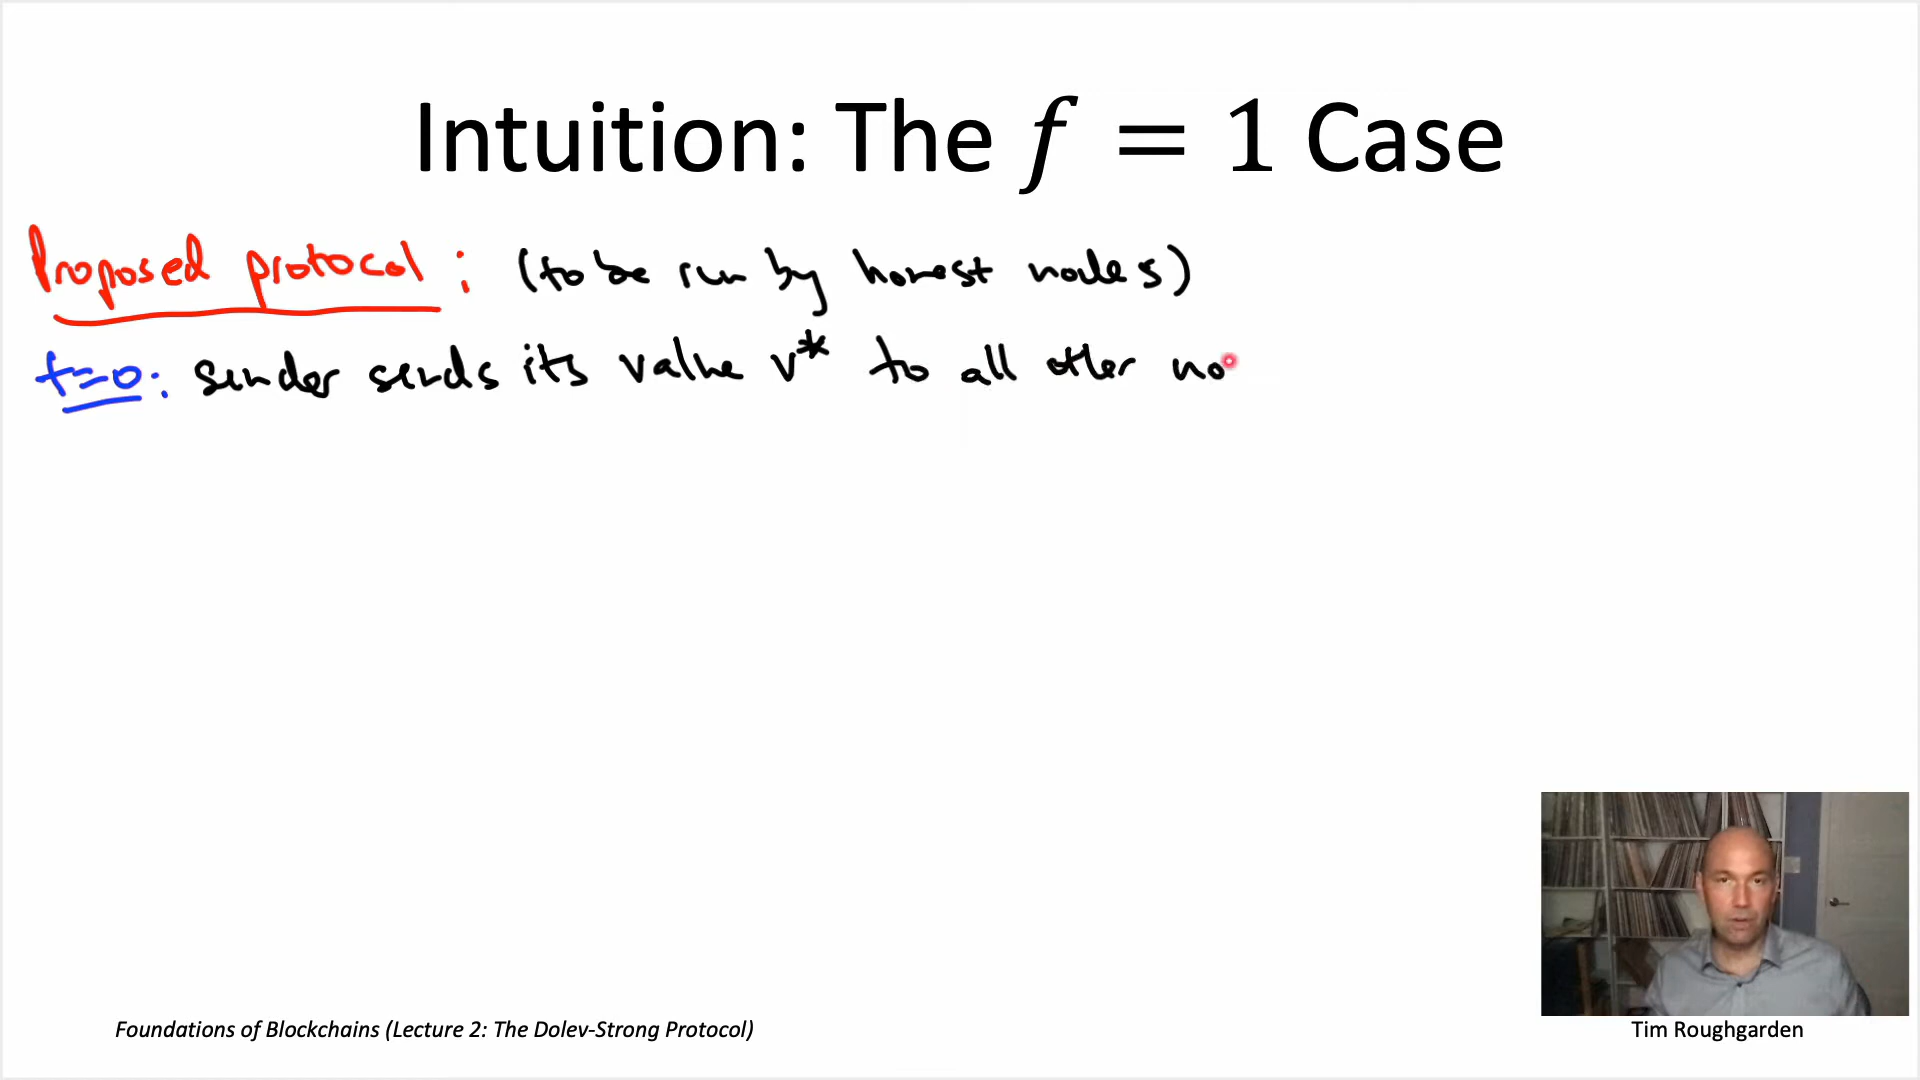 Intuition: The f = 1 Case
Proposed protocol: (to be run by honest nodes)
t=0: sender sends its value v* to all other no
Foundations of Blockchains (Lecture 2: The Dolev-Strong Protocol)
Tim Roughgarden